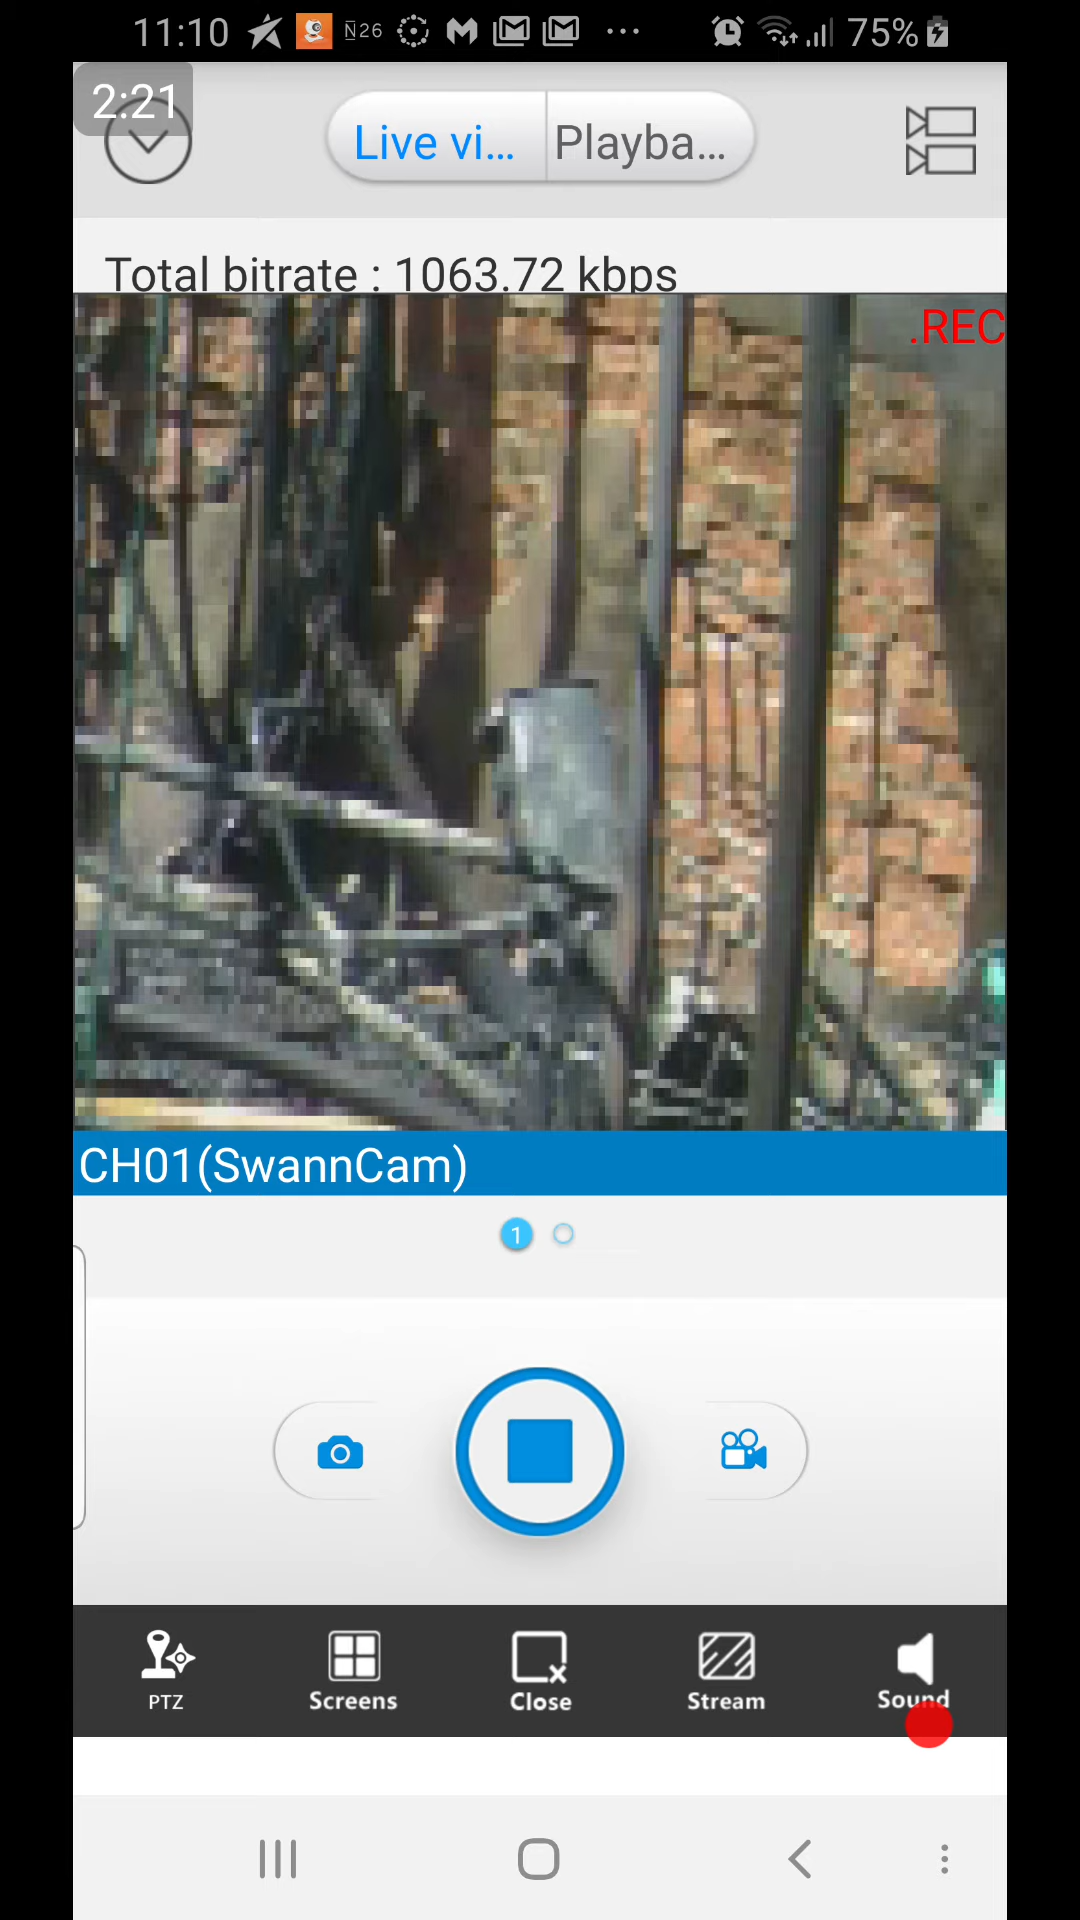 11:10 N26 75%
2:21
Live vi... Playba...
Total bitrate : 1063.72 kbps
.REC
CH01(SwannCam)
1
PTZ Screens Close Stream Sound